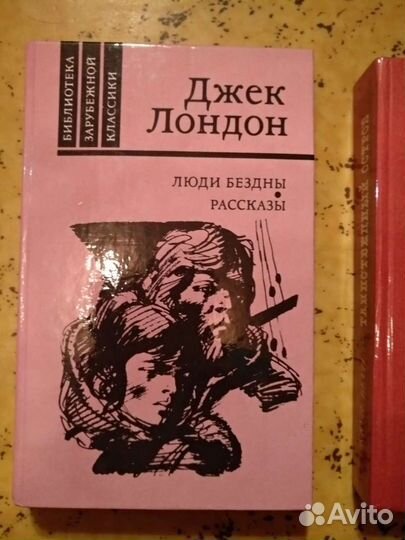 БИБЛИОТЕКА
ЗАРУБЕЖНОЙ
КЛАССИКИ
Джек
Лондон
ЛЮДИ БЕЗДНЫ
РАССКАЗЫ
ТАИНСТВЕННЫЙ ОСТРОВ
Avito